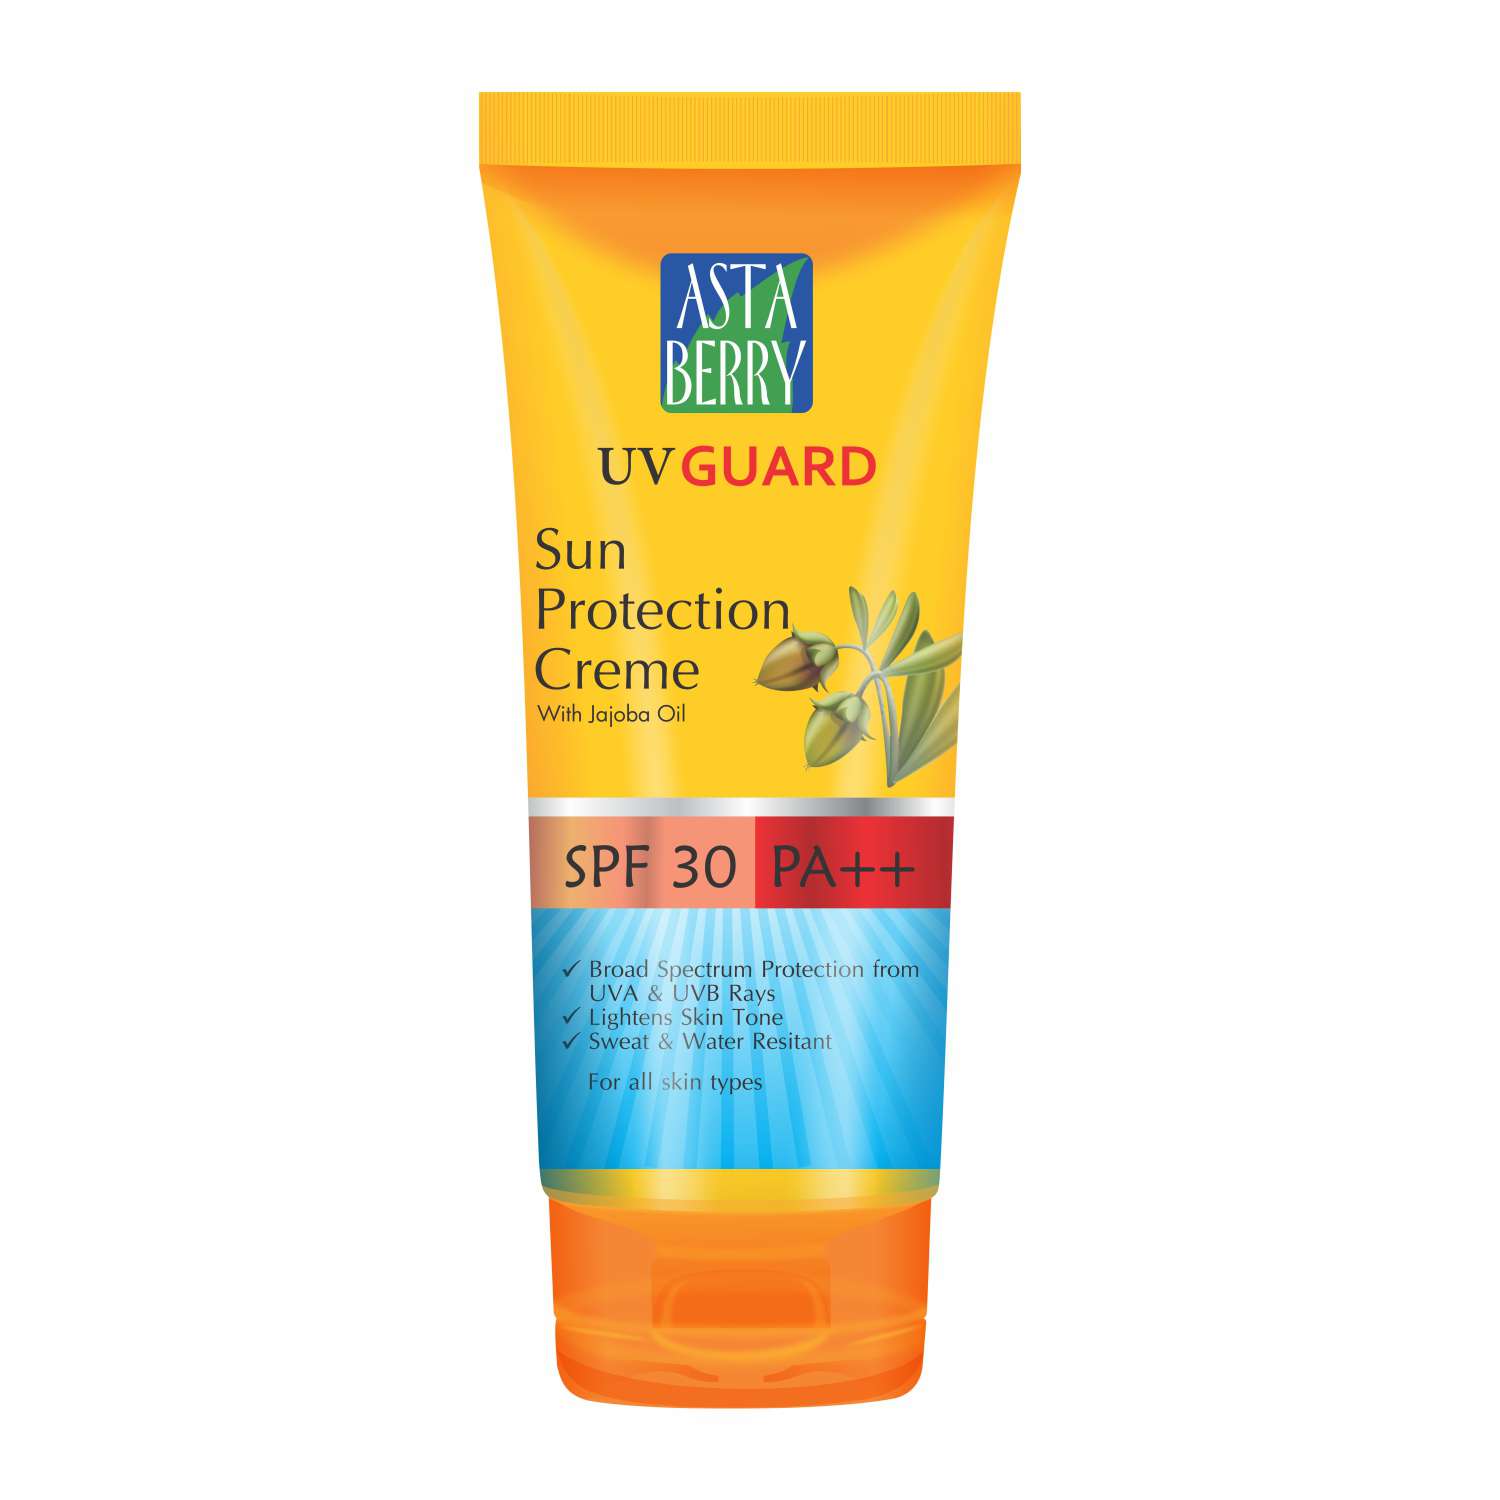 ASTA
BERRY
UV GUARD
Sun
Protection
Creme
With Jajoba Oil
SPF 30 PA++
✓ Broad Spectrum Protection from
UVA & UVB Rays
✓ Lightens Skin Tone
✓ Sweat & Water Resitant
For all skin types